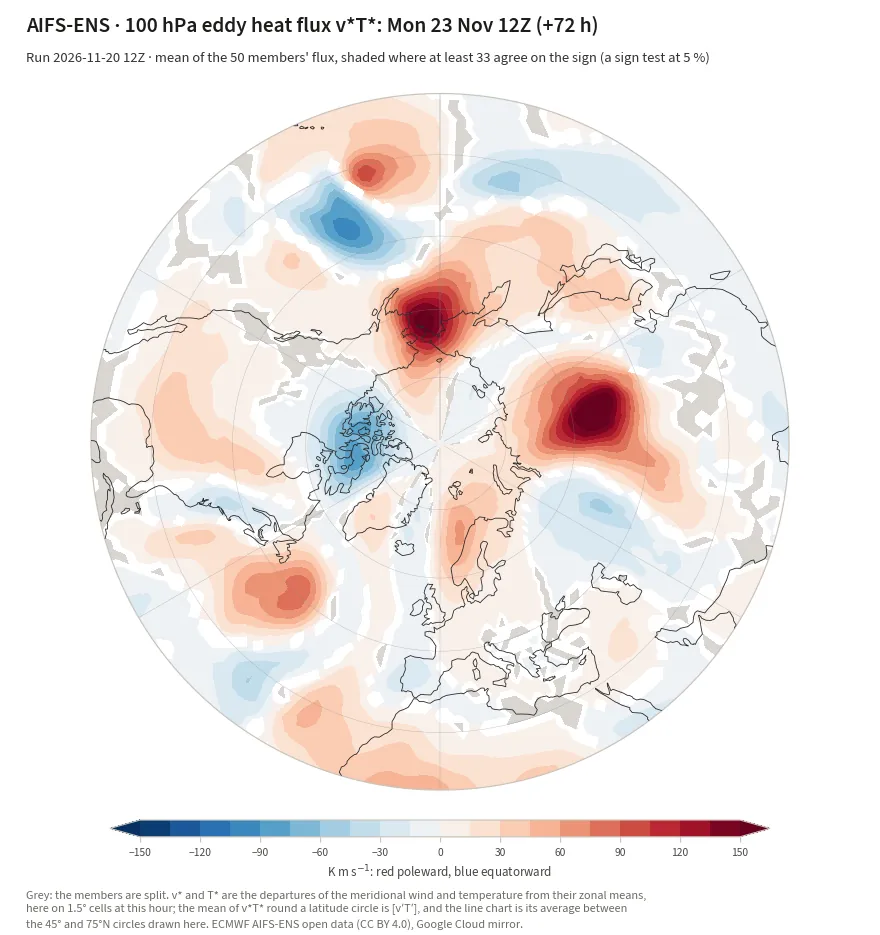 AIFS-ENS · 100 hPa eddy heat flux v*T*: Mon 23 Nov 12Z (+72 h)
Run 2026-11-20 12Z · mean of the 50 members' flux, shaded where at least 33 agree on the sign (a sign test at 5 %)
−150 −120 −90 −60 −30 0 30 60 90 120 150
K m s⁻¹: red poleward, blue equatorward
Grey: the members are split. v* and T* are the departures of the meridional wind and temperature from their zonal means,
here on 1.5° cells at this hour; the mean of v*T* round a latitude circle is [v'T'], and the line chart is its average between
the 45° and 75°N circles drawn here. ECMWF AIFS-ENS open data (CC BY 4.0), Google Cloud mirror.